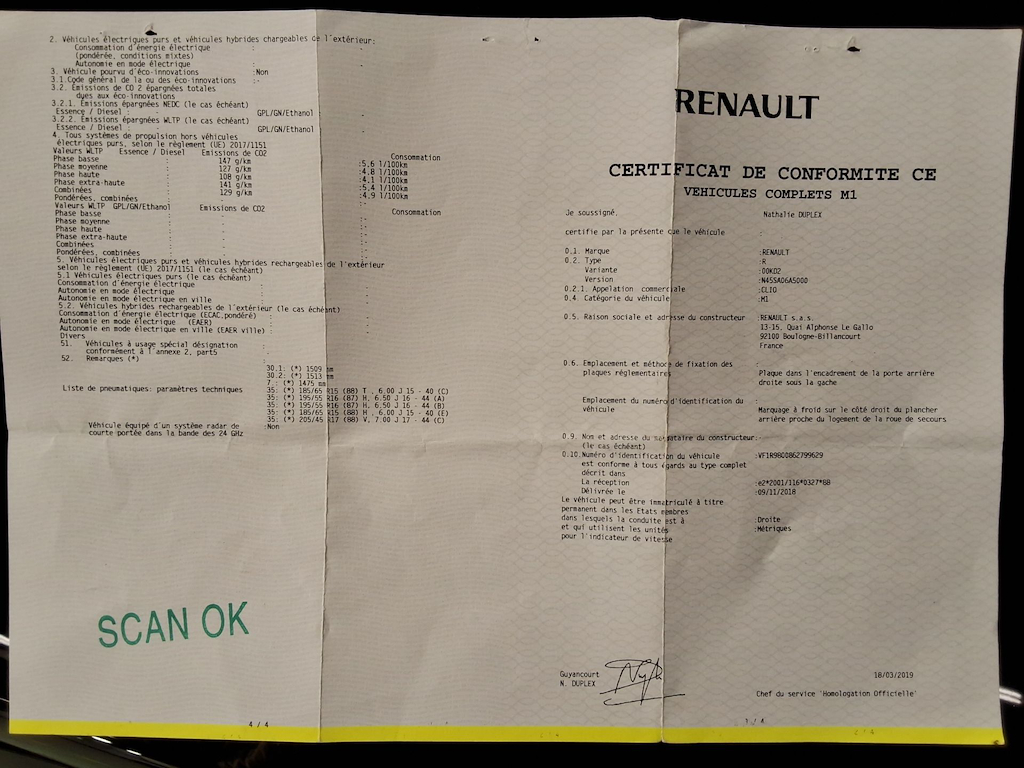 2. Véhicules électriques purs et véhicules hybrides chargeables de l'extérieur:
Consommation d'énergie électrique :
(pondérée, conditions mixtes)
Autonomie en mode électrique :
3. Véhicule pourvu d'éco-innovations :Non
3.1.Code général de la ou des éco-innovations :-
3.2. Emissions de CO 2 épargnées totales
dues aux éco-innovations
3.2.1. Emissions épargnées NEDC (le cas échéant)
Essence / Diesel : GPL/GN/Ethanol
3.2.2. Emissions épargnées WLTP (le cas échéant)
Essence / Diesel : GPL/GN/Ethanol
4. Tous systèmes de propulsion hors véhicules
électriques purs, selon le règlement (UE) 2017/1151
Valeurs WLTP Essence / Diesel Emissions de CO2 Consommation
Phase basse : 147 g/km :5,6 l/100km
Phase moyenne : 127 g/km :4,8 l/100km
Phase haute : 108 g/km :4,1 l/100km
Phase extra-haute : 141 g/km :5,4 l/100km
Combinées : 129 g/km :4,9 l/100km
Pondérées, combinées : - :-
Valeurs WLTP GPL/GN/Ethanol Emissions de CO2 Consommation
Phase basse : - :-
Phase moyenne : - :-
Phase haute : - :-
Phase extra-haute : - :-
Combinées : - :-
Pondérées, combinées : - :-
5. Véhicules électriques purs et véhicules hybrides rechargeables de l'extérieur
selon le règlement (UE) 2017/1151 (le cas échéant)
5.1 Véhicules électriques purs (le cas échéant)
Consommation d'énergie électrique :
Autonomie en mode électrique :
Autonomie en mode électrique en ville :
5.2. Véhicules hybrides rechargeables de l'extérieur (le cas échéant)
Consommation d'énergie électrique (ECAC,pondéré) :
Autonomie en mode électrique (EAER) :
Autonomie en mode électrique en ville (EAER ville) :
Divers
51. Véhicules à usage spécial désignation :
conformément à l'annexe 2, part5
52. Remarques (*) :
30.1: (*) 1509 mm
30.2: (*) 1513 mm
7.: (*) 1475 mm
Liste de pneumatiques: paramètres techniques 35: (*) 185/65 R15 (88) T , 6.00 J 15 - 40 (C)
35: (*) 195/55 R16 (87) H, 6.50 J 16 - 44 (A)
35: (*) 195/55 R16 (87) H, 6.50 J 16 - 44 (B)
35: (*) 185/65 R15 (88) H , 6.00 J 15 - 40 (E)
35: (*) 205/45 R17 (88) V, 7.00 J 17 - 44 (C)
Véhicule équipé d'un système radar de :Non
courte portée dans la bande des 24 GHz
SCAN OK
4 / 4
RENAULT
CERTIFICAT DE CONFORMITE CE
VEHICULES COMPLETS M1
Je soussigné, Nathalie DUPLEX
certifie par la présente que le véhicule :
0.1. Marque :RENAULT
0.2. Type :R
Variante :00KD2
Version :N45SAD6A5D00
0.2.1. Appelation commerciale :CLIO
0.4. Catégorie du véhicule :M1
0.5. Raison sociale et adresse du constructeur :RENAULT s.a.s.
13-15, Quai Alphonse Le Gallo
92100 Boulogne-Billancourt
France
0.6. Emplacement et méthode de fixation des :
plaques réglementaires Plaque dans l'encadrement de la porte arrière
droite sous la gache
Emplacement du numéro d'identification du :
véhicule Marquage à froid sur le côté droit du plancher
arrière proche du logement de la roue de secours
0.9. Nom et adresse du mandataire du constructeur:-
(le cas échéant)
0.10.Numéro d'identification du véhicule :VF1R9800862799629
est conforme à tous égards au type complet
décrit dans
La réception :e2*2001/116*0327*88
Délivrée le :09/11/2018
Le véhicule peut être immatriculé à titre
permanent dans les Etats membres
dans lesquels la conduite est à :Droite
et qui utilisent les unités :Métriques
pour l'indicateur de vitesse
Guyancourt 18/03/2019
N. DUPLEX
Chef du service 'Homologation Officielle'
1 / 4